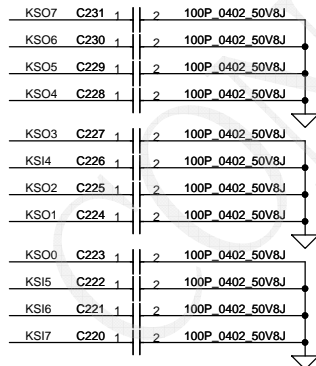 KSO7 C231 1 2 100P_0402_50V8J
KSO6 C230 1 2 100P_0402_50V8J
KSO5 C229 1 2 100P_0402_50V8J
KSO4 C228 1 2 100P_0402_50V8J
KSO3 C227 1 2 100P_0402_50V8J
KSI4 C226 1 2 100P_0402_50V8J
KSO2 C225 1 2 100P_0402_50V8J
KSO1 C224 1 2 100P_0402_50V8J
KSO0 C223 1 2 100P_0402_50V8J
KSI5 C222 1 2 100P_0402_50V8J
KSI6 C221 1 2 100P_0402_50V8J
KSI7 C220 1 2 100P_0402_50V8J